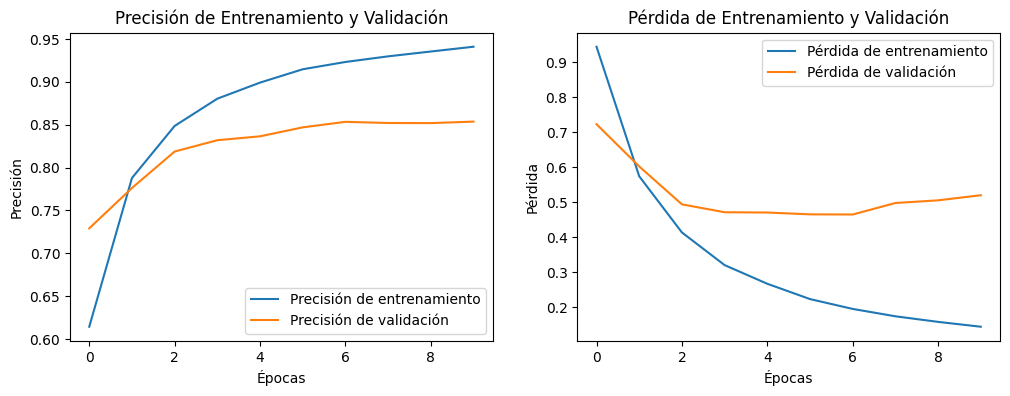 Precisión de Entrenamiento y Validación
0.95
0.90
0.85
0.80
0.75
0.70
0.65
0.60
Precisión
Precisión de entrenamiento
Precisión de validación
0 2 4 6 8
Épocas
Pérdida de Entrenamiento y Validación
Pérdida de entrenamiento
Pérdida de validación
0.9
0.8
0.7
0.6
0.5
0.4
0.3
0.2
Pérdida
0 2 4 6 8
Épocas